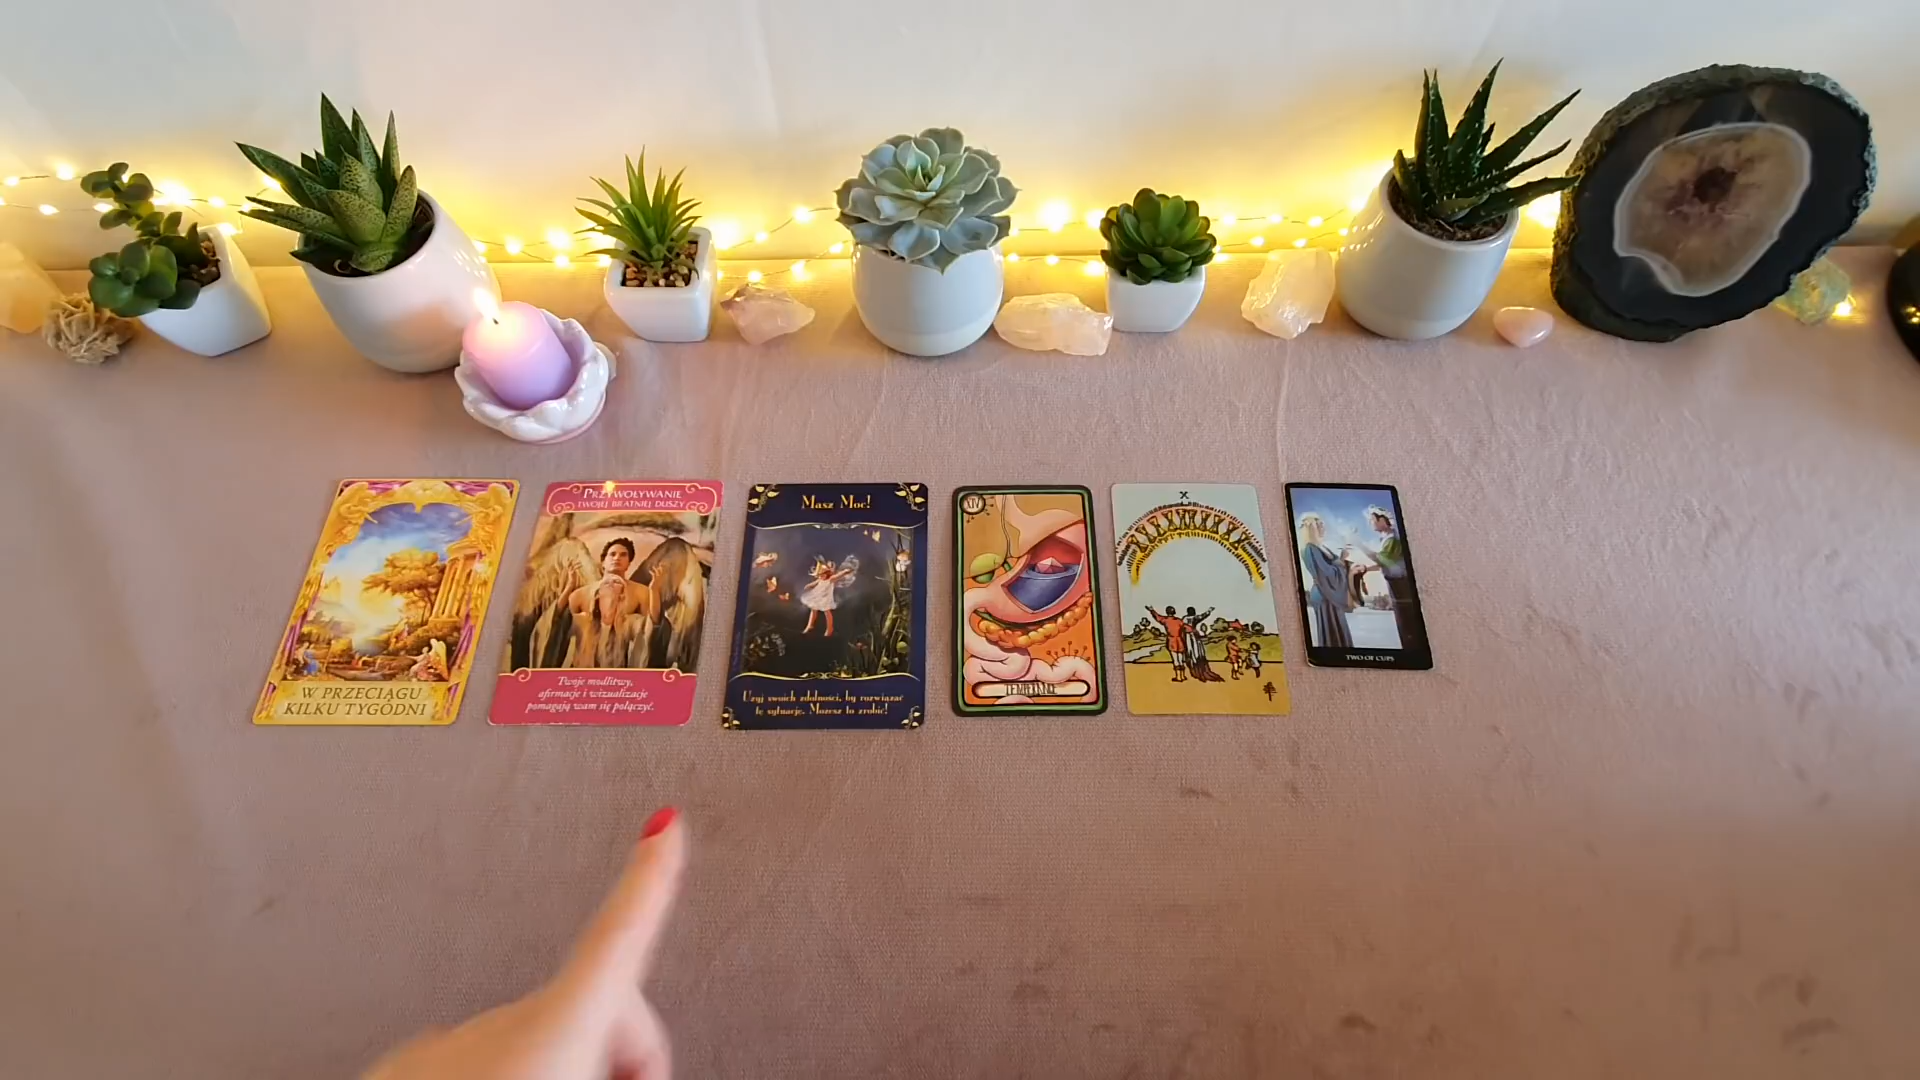 W PRZECIĄGU
KILKU TYGODNI
PRZYWOŁYWANIE
TWOJEJ BRATNIEJ DUSZY
Twoje modlitwy,
afirmacje i wizualizacje
pomagają wam się połączyć.
Masz Moc!
Użyj swoich zdolności, by rozwiązać
tę sytuację. Możesz to zrobić!
XIV
TEMPERANCE
X
TWO OF CUPS